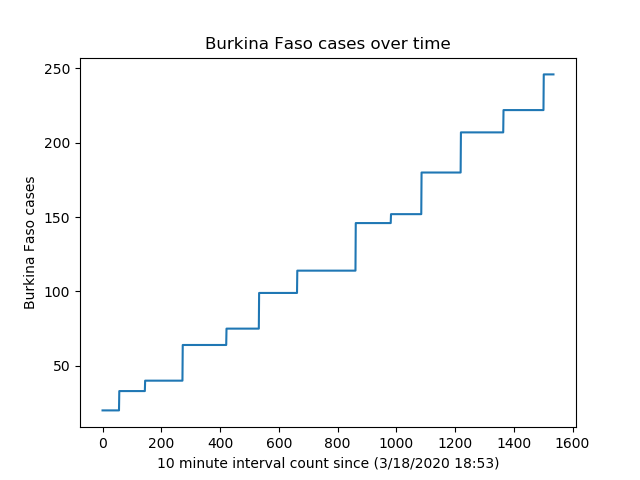 Burkina Faso cases over time
250
200
150
100
50
Burkina Faso cases
0 200 400 600 800 1000 1200 1400 1600
10 minute interval count since (3/18/2020 18:53)